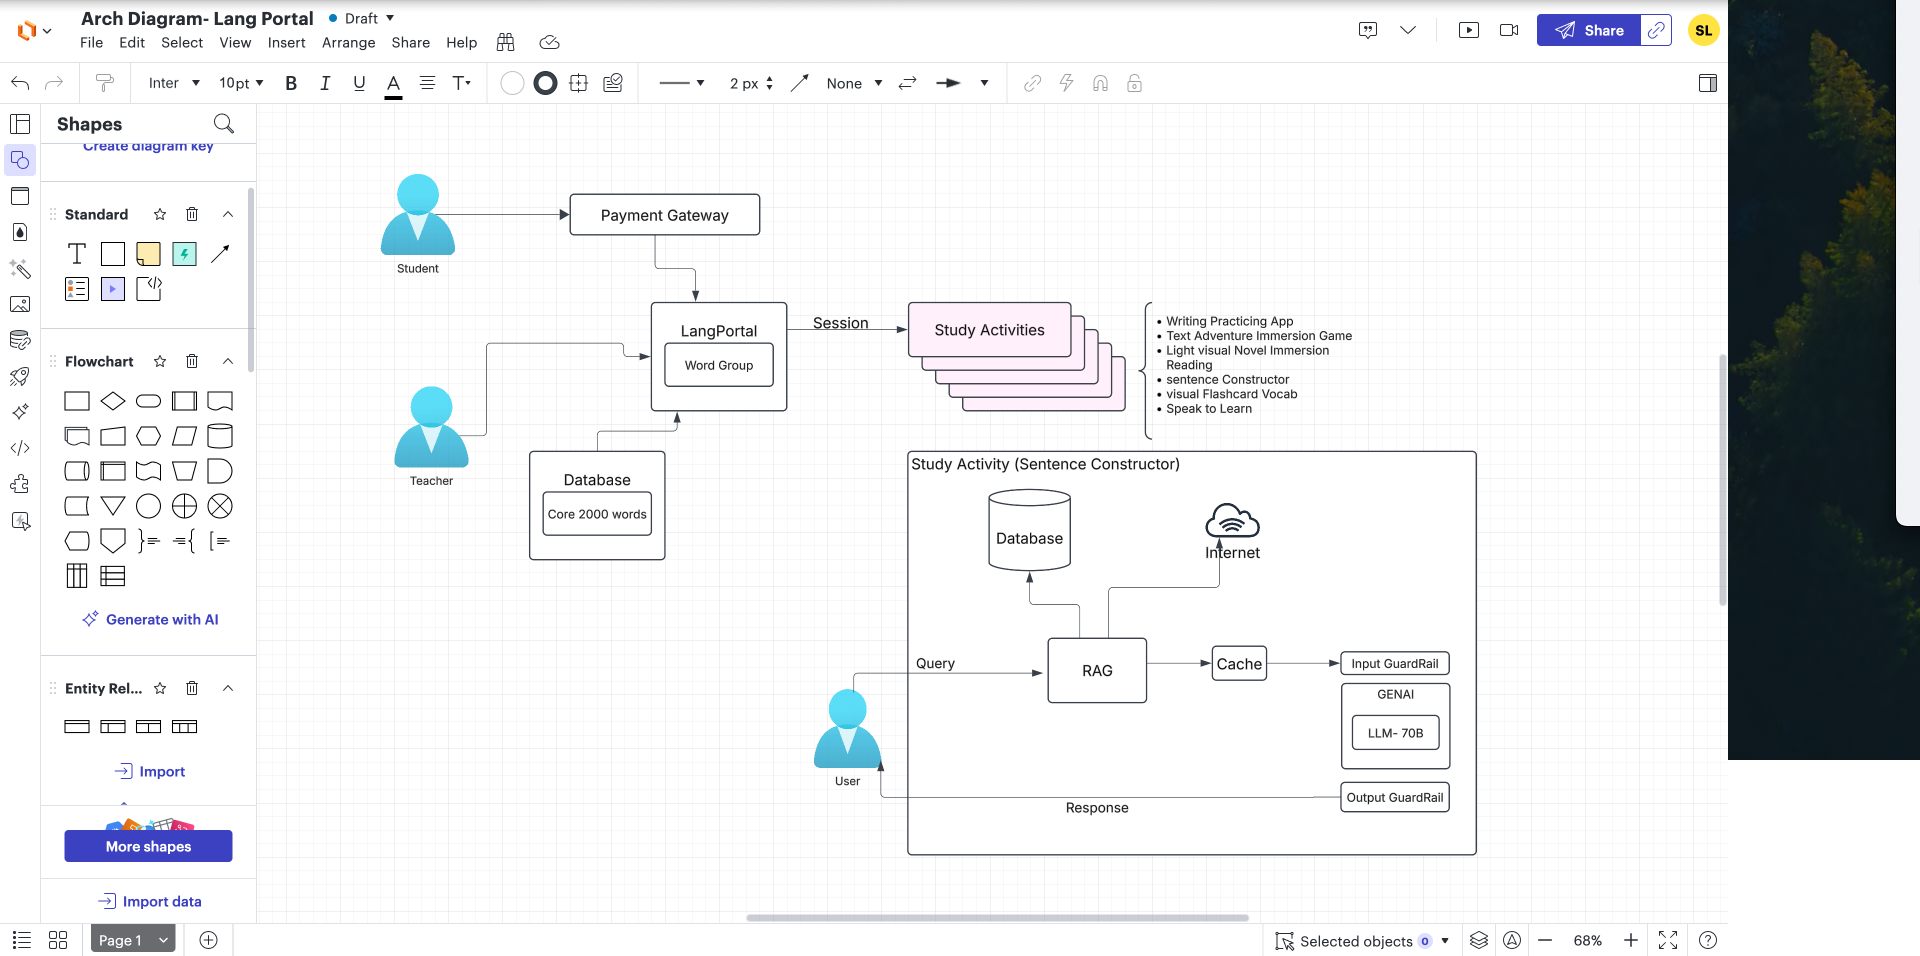 Arch Diagram- Lang Portal
Draft
File Edit Select View Insert Arrange Share Help
Share
SL
Inter 10pt B I U A T 2 px None
Shapes
Create diagram key
Standard
T
Flowchart
Generate with AI
Entity Rel...
Import
More shapes
Import data
Student
Payment Gateway
LangPortal
Word Group
Session
Study Activities
• Writing Practicing App
• Text Adventure Immersion Game
• Light visual Novel Immersion
Reading
• sentence Constructor
• visual Flashcard Vocab
• Speak to Learn
Teacher
Database
Core 2000 words
Study Activity (Sentence Constructor)
Database
Internet
Query
RAG
Cache
Input GuardRail
GENAI
LLM- 70B
User
Output GuardRail
Response
Page 1
Selected objects 0
68%